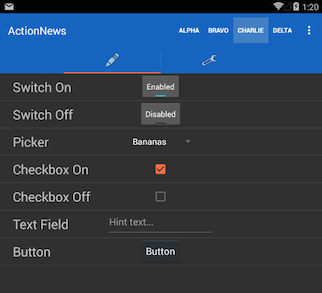 1:20
ActionNews
ALPHA BRAVO CHARLIE DELTA
Switch On Enabled
Switch Off Disabled
Picker Bananas
Checkbox On
Checkbox Off
Text Field Hint text...
Button Button